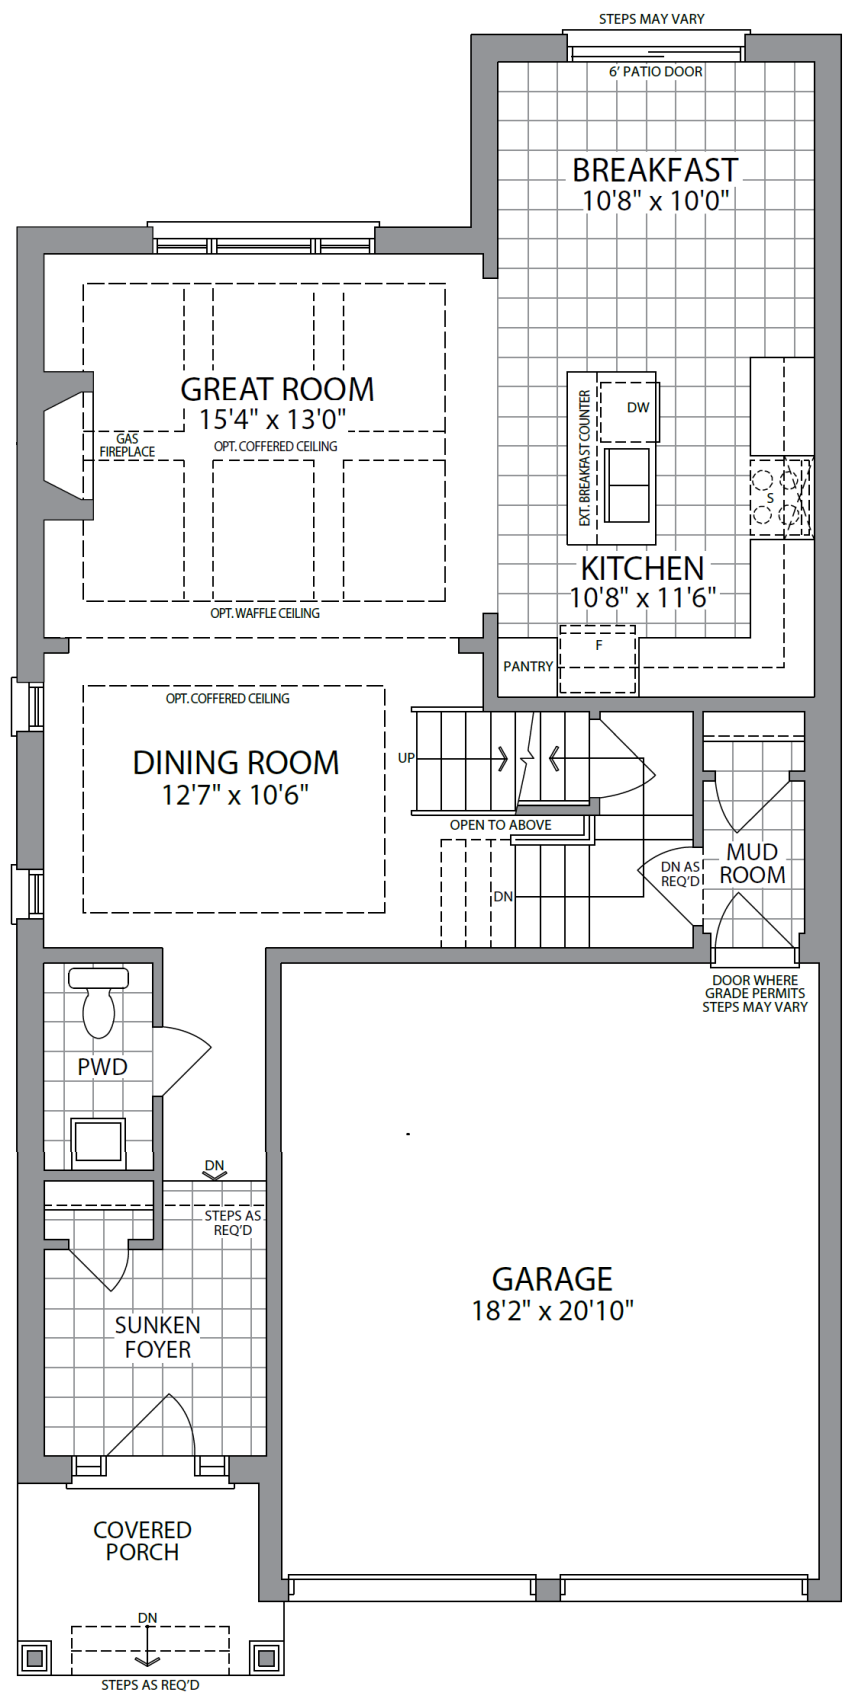 STEPS MAY VARY
6' PATIO DOOR
BREAKFAST
10'8" x 10'0"
GREAT ROOM
15'4" x 13'0"
OPT. COFFERED CEILING
GAS
FIREPLACE
DW
EXT. BREAKFAST COUNTER
S
KITCHEN
10'8" x 11'6"
OPT. WAFFLE CEILING
F
PANTRY
OPT. COFFERED CEILING
DINING ROOM
12'7" x 10'6"
UP
OPEN TO ABOVE
MUD
ROOM
DN AS
REQ'D
DN
DOOR WHERE
GRADE PERMITS
STEPS MAY VARY
PWD
DN
STEPS AS
REQ'D
GARAGE
18'2" x 20'10"
SUNKEN
FOYER
COVERED
PORCH
DN
STEPS AS REQ'D